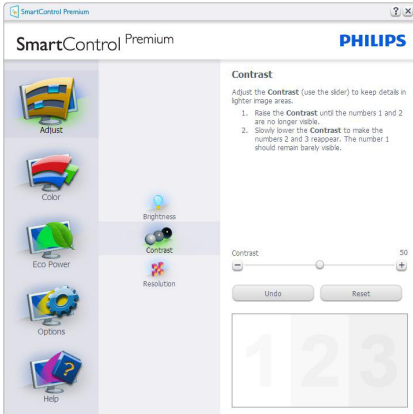 SmartControl Premium
SmartControl Premium
PHILIPS
Adjust
Color
Eco Power
Options
Help
Brightness
Contrast
Resolution
Contrast
Adjust the Contrast (use the slider) to keep details in
lighter image areas.
1. Raise the Contrast until the numbers 1 and 2
are no longer visible.
2. Slowly lower the Contrast to make the
numbers 2 and 3 reappear. The number 1
should remain barely visible.
Contrast 50
Undo Reset
1 2 3